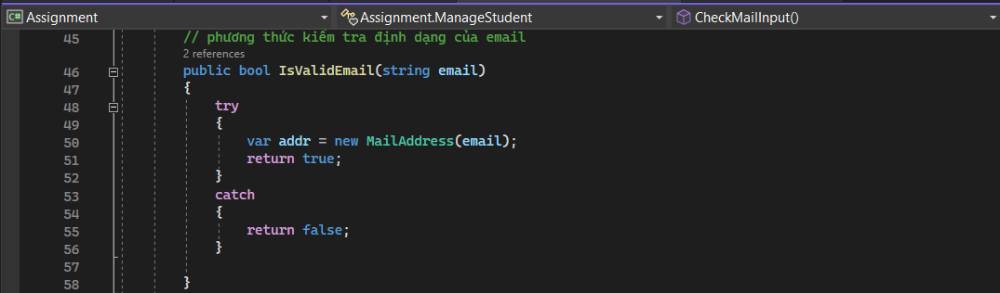 C# Assignment Assignment.ManageStudent CheckMailInput()
45 // phương thức kiểm tra định dạng của email
2 references
46 public bool IsValidEmail(string email)
47 {
48 try
49 {
50 var addr = new MailAddress(email);
51 return true;
52 }
53 catch
54 {
55 return false;
56 }
57
58 }